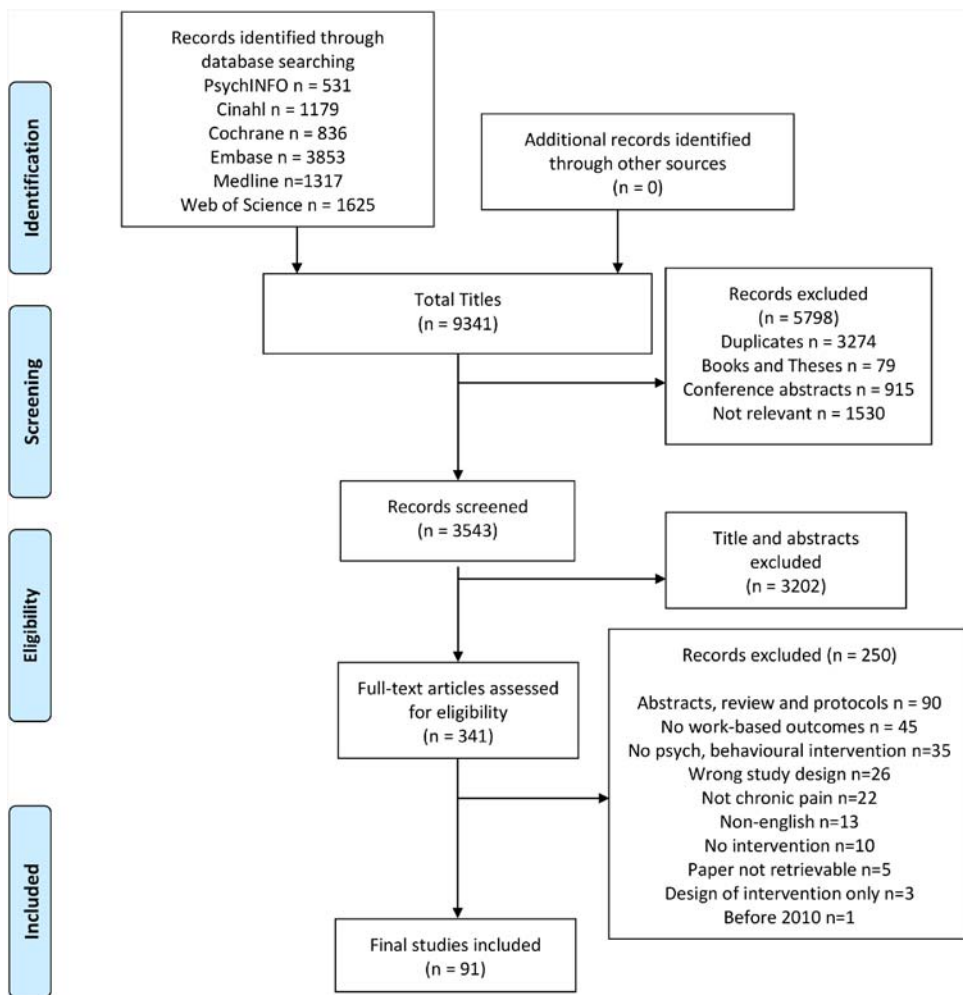 Records identified through
database searching
PsychINFO n = 531
Cinahl n = 1179
Cochrane n = 836
Embase n = 3853
Medline n=1317
Web of Science n = 1625
Additional records identified
through other sources
(n = 0)
Identification
Total Titles
(n = 9341)
Records excluded
(n = 5798)
Duplicates n = 3274
Books and Theses n = 79
Conference abstracts n = 915
Not relevant n = 1530
Screening
Records screened
(n = 3543)
Title and abstracts
excluded
(n = 3202)
Eligibility
Full-text articles assessed
for eligibility
(n = 341)
Records excluded (n = 250)
Abstracts, review and protocols n = 90
No work-based outcomes n = 45
No psych, behavioural intervention n=35
Wrong study design n=26
Not chronic pain n=22
Non-english n=13
No intervention n=10
Paper not retrievable n=5
Design of intervention only n=3
Before 2010 n=1
Included
Final studies included
(n = 91)